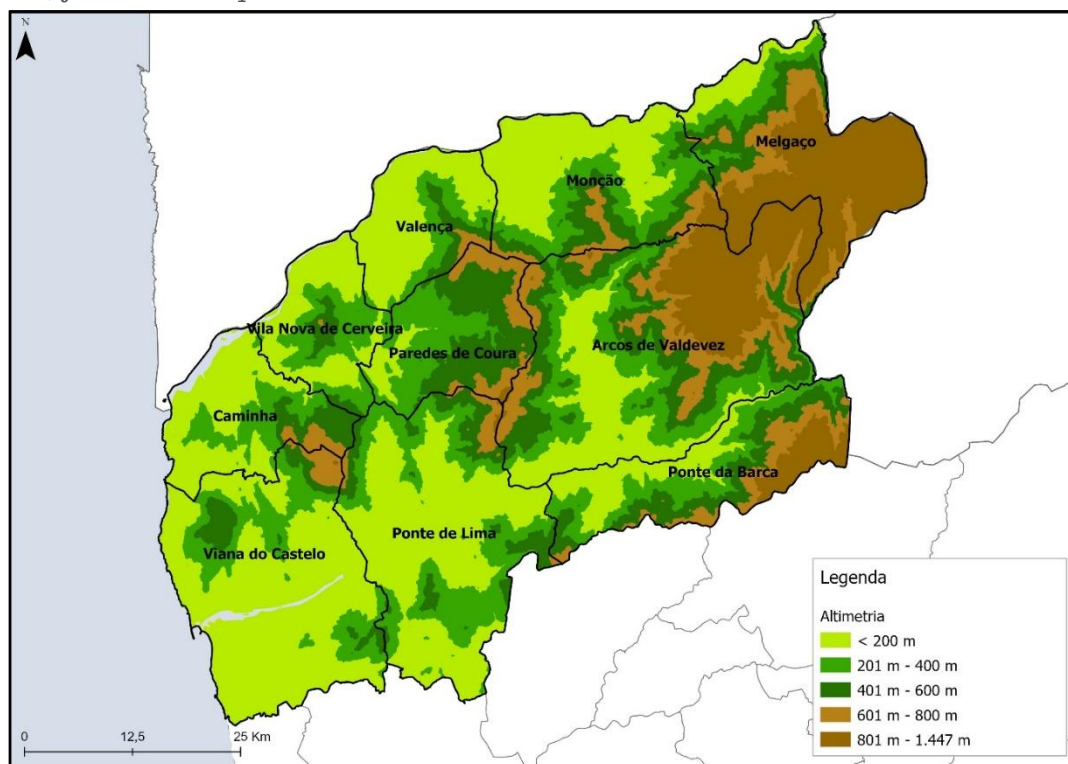 N
Melgaço
Monção
Valença
Vila Nova de Cerveira
Paredes de Coura
Arcos de Valdevez
Caminha
Ponte da Barca
Ponte de Lima
Viana do Castelo
Legenda
Altimetria
< 200 m
201 m - 400 m
401 m - 600 m
601 m - 800 m
801 m - 1.447 m
0 12,5 25 Km